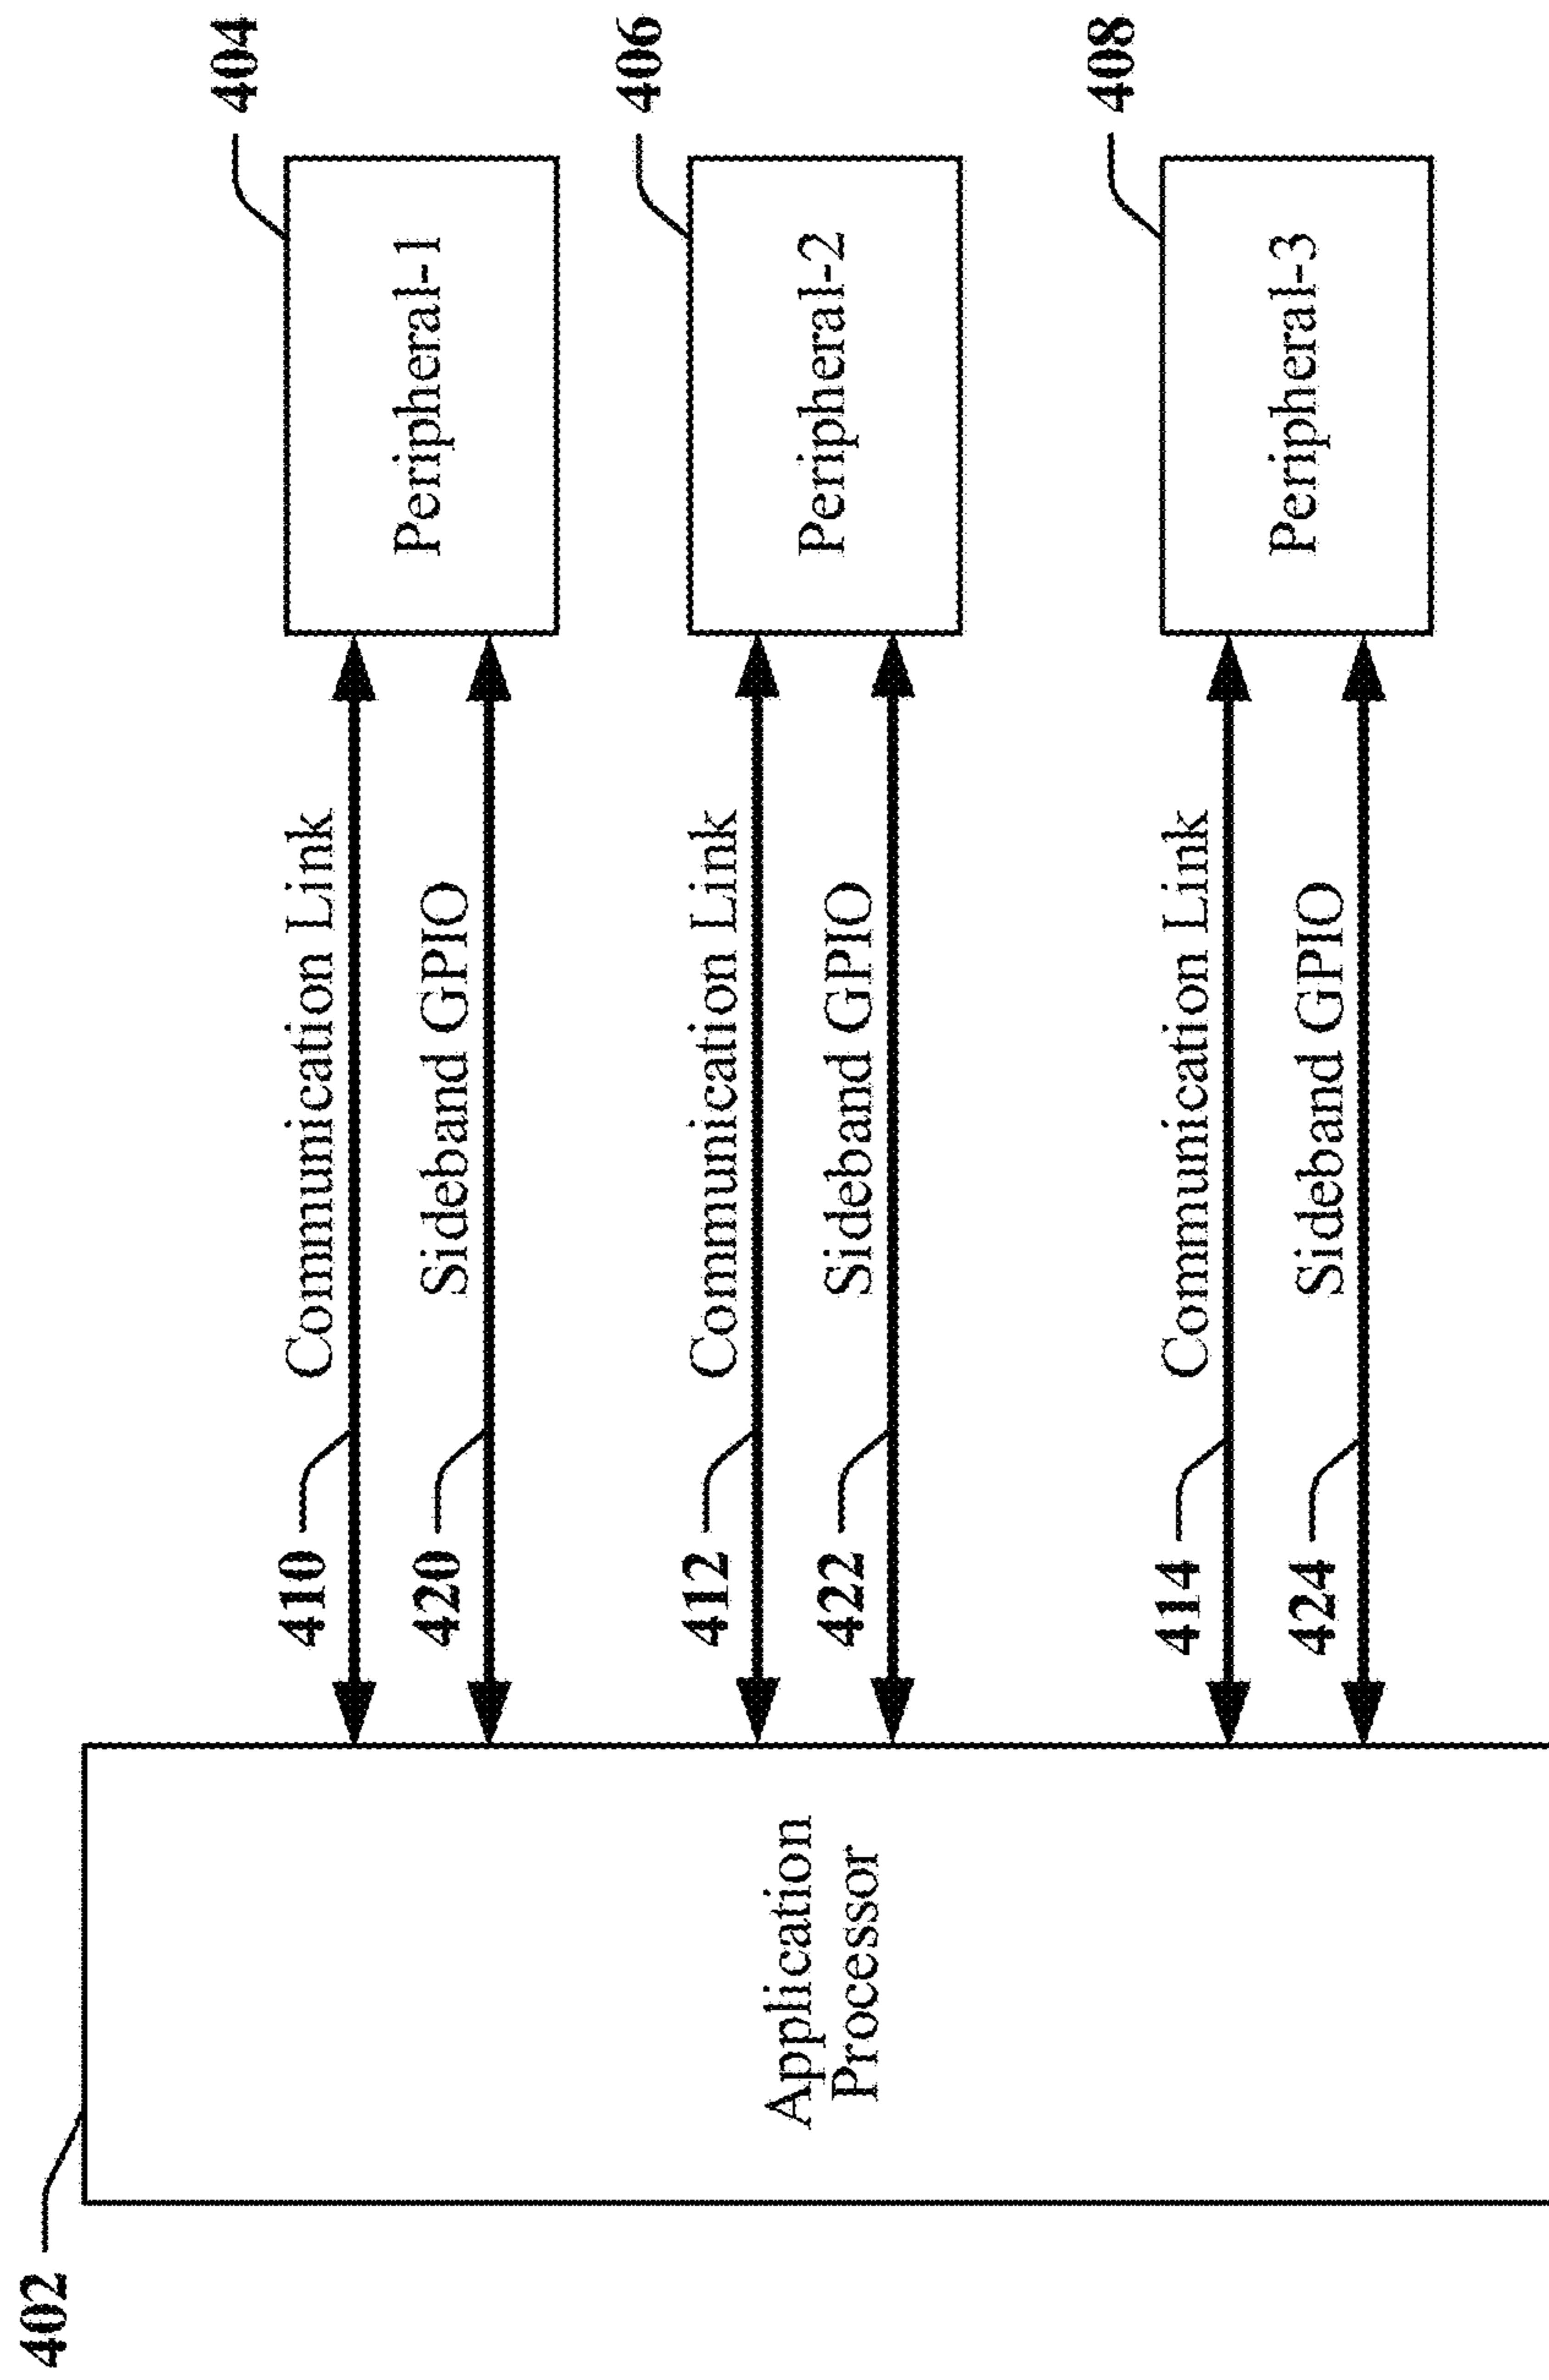 402
Application
Processor
410
Communication Link
404
Peripheral-1
420
Sideband GPIO
412
Communication Link
406
Peripheral-2
422
Sideband GPIO
414
Communication Link
408
Peripheral-3
424
Sideband GPIO